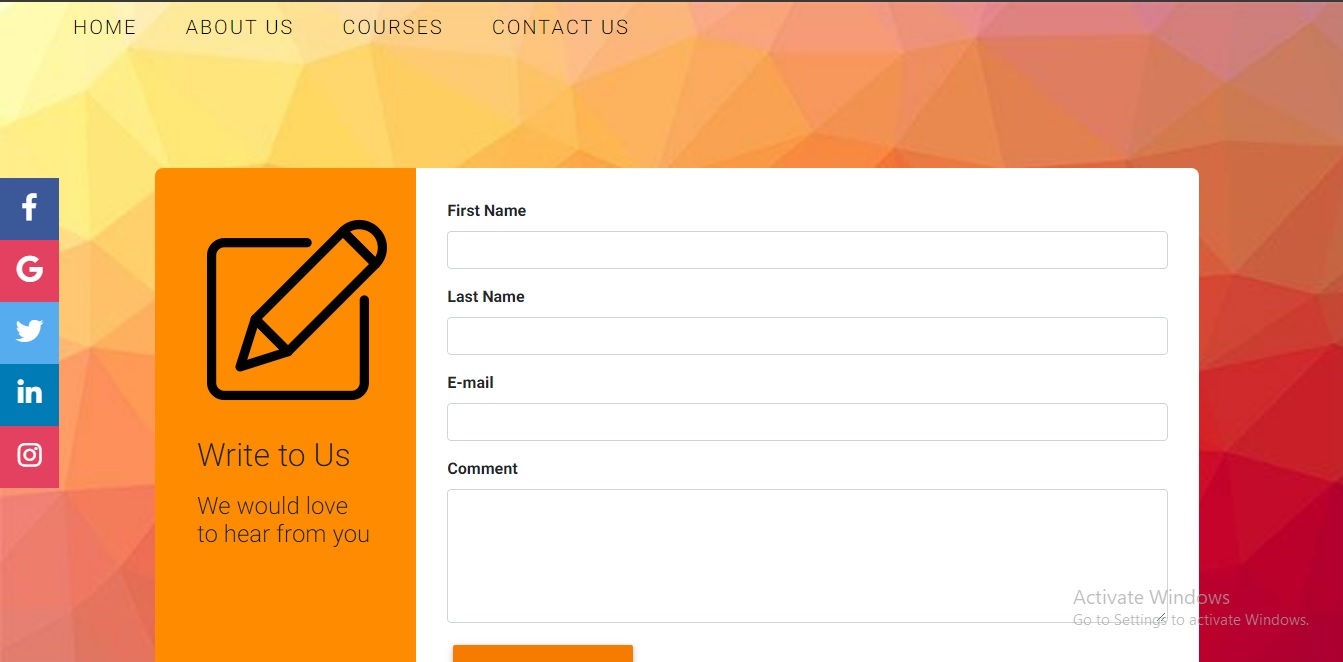 HOME ABOUT US COURSES CONTACT US
First Name
Last Name
E-mail
Comment
Write to Us
We would love
to hear from you
Activate Windows
Go to Settings to activate Windows.